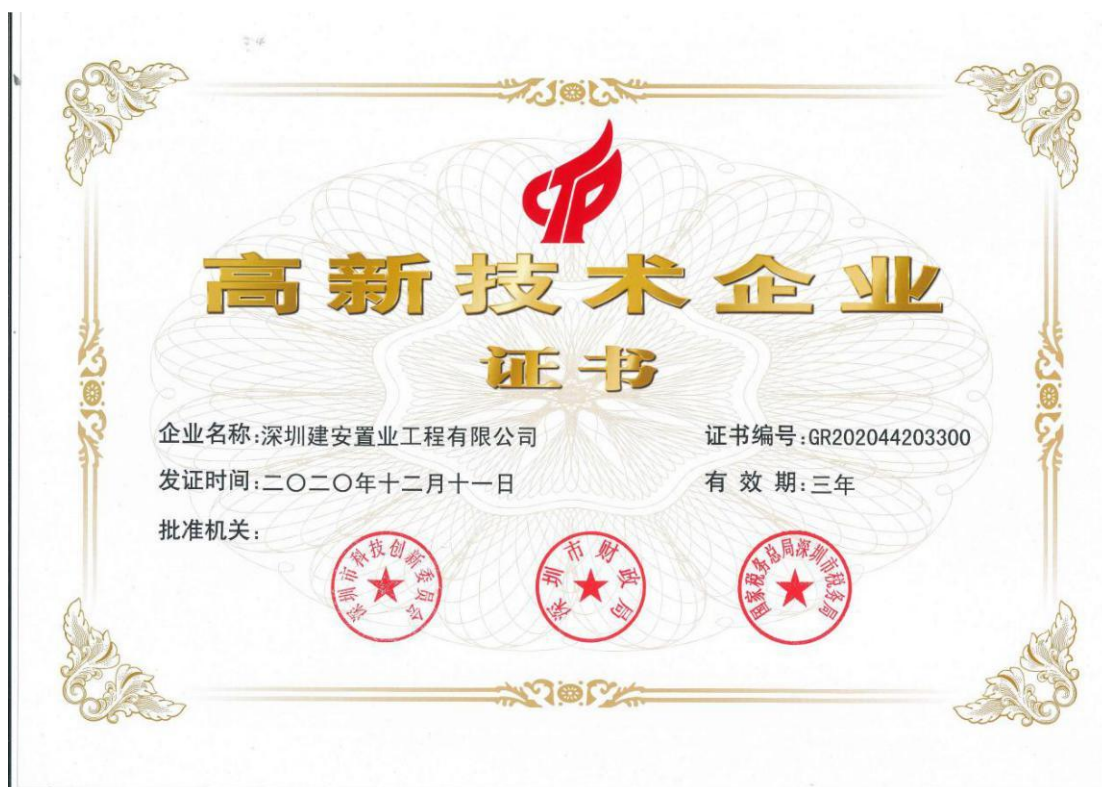 高新技术企业
证书
企业名称:深圳建安置业工程有限公司
证书编号:GR202044203300
发证时间:二〇二〇年十二月十一日
有 效 期:三年
批准机关:
深圳市科技创新委员会
深圳市财政局
国家税务总局深圳市税务局